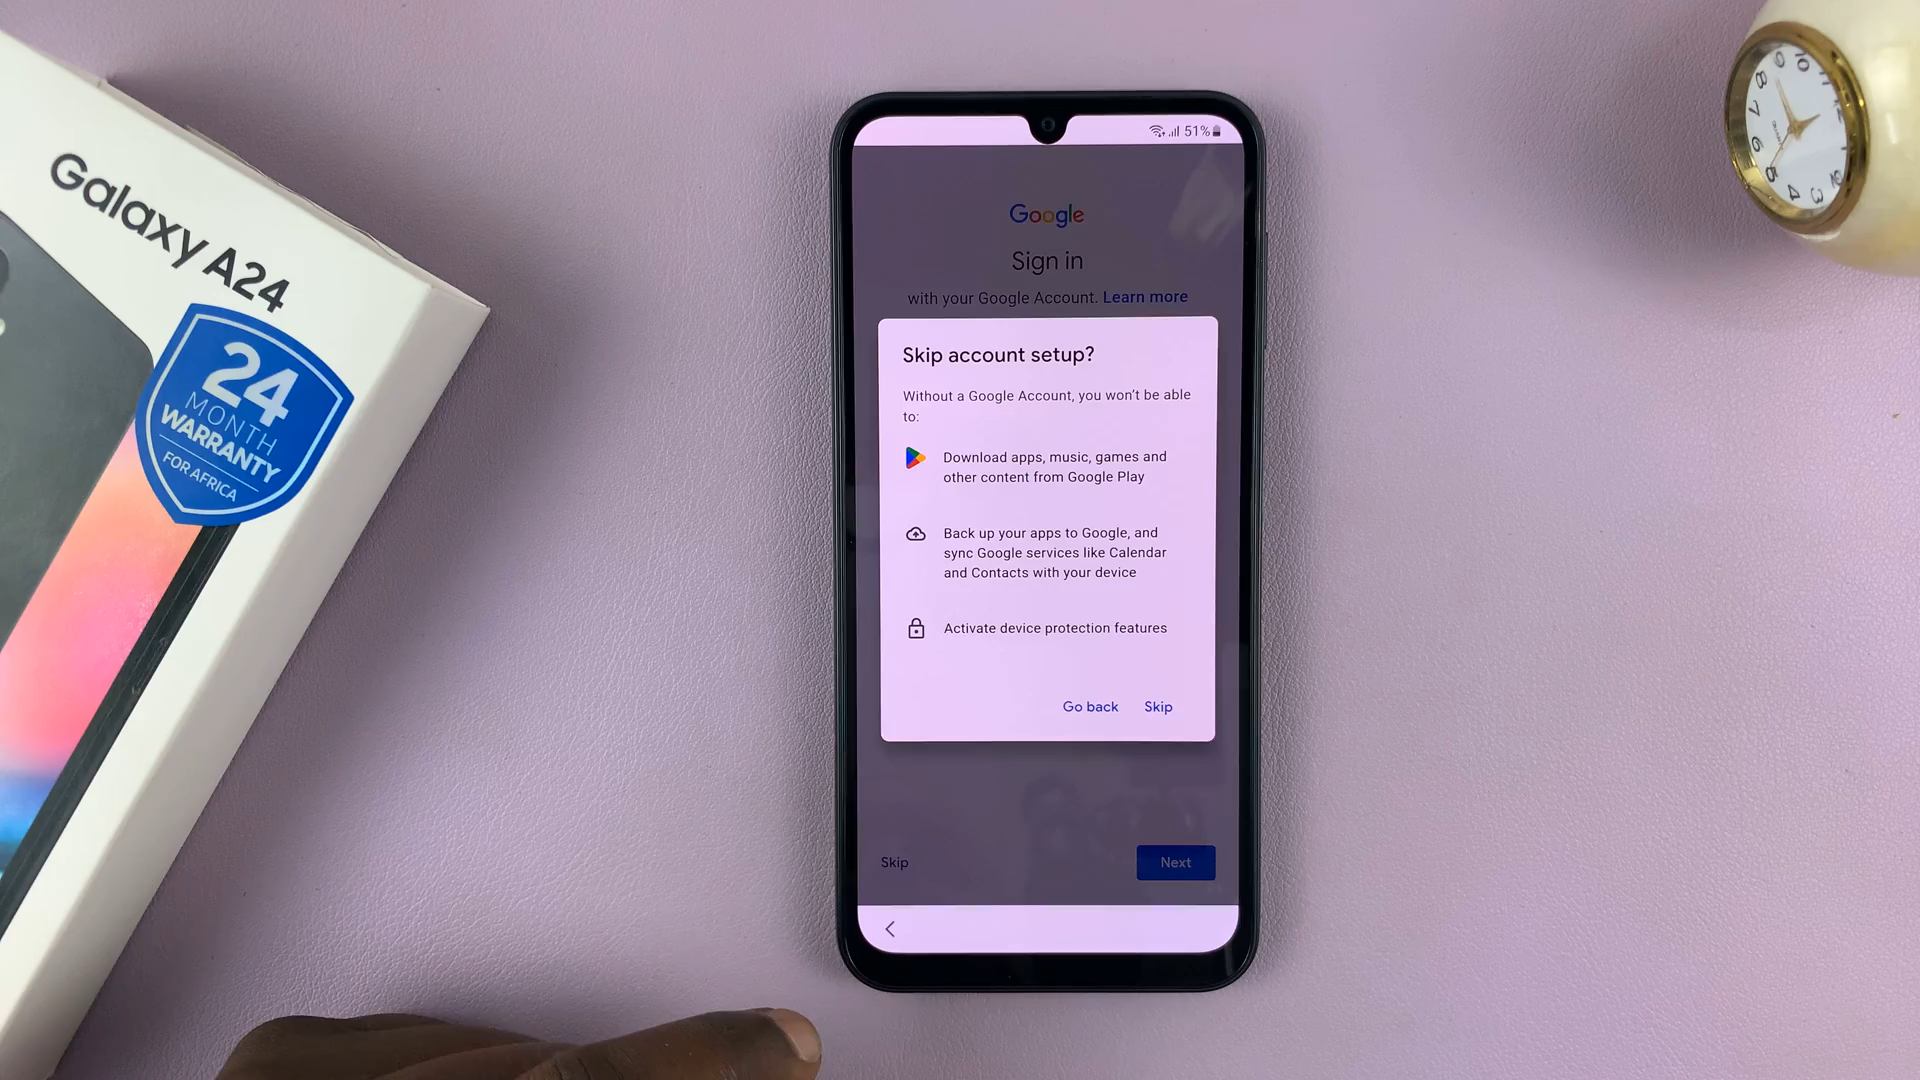 Galaxy A24
24
MONTH
WARRANTY
FOR AFRICA
51%
Google
Sign in
with your Google Account. Learn more
Skip account setup?
Without a Google Account, you won't be able
to:
Download apps, music, games and
other content from Google Play
Back up your apps to Google, and
sync Google services like Calendar
and Contacts with your device
Activate device protection features
Go back Skip
Skip Next